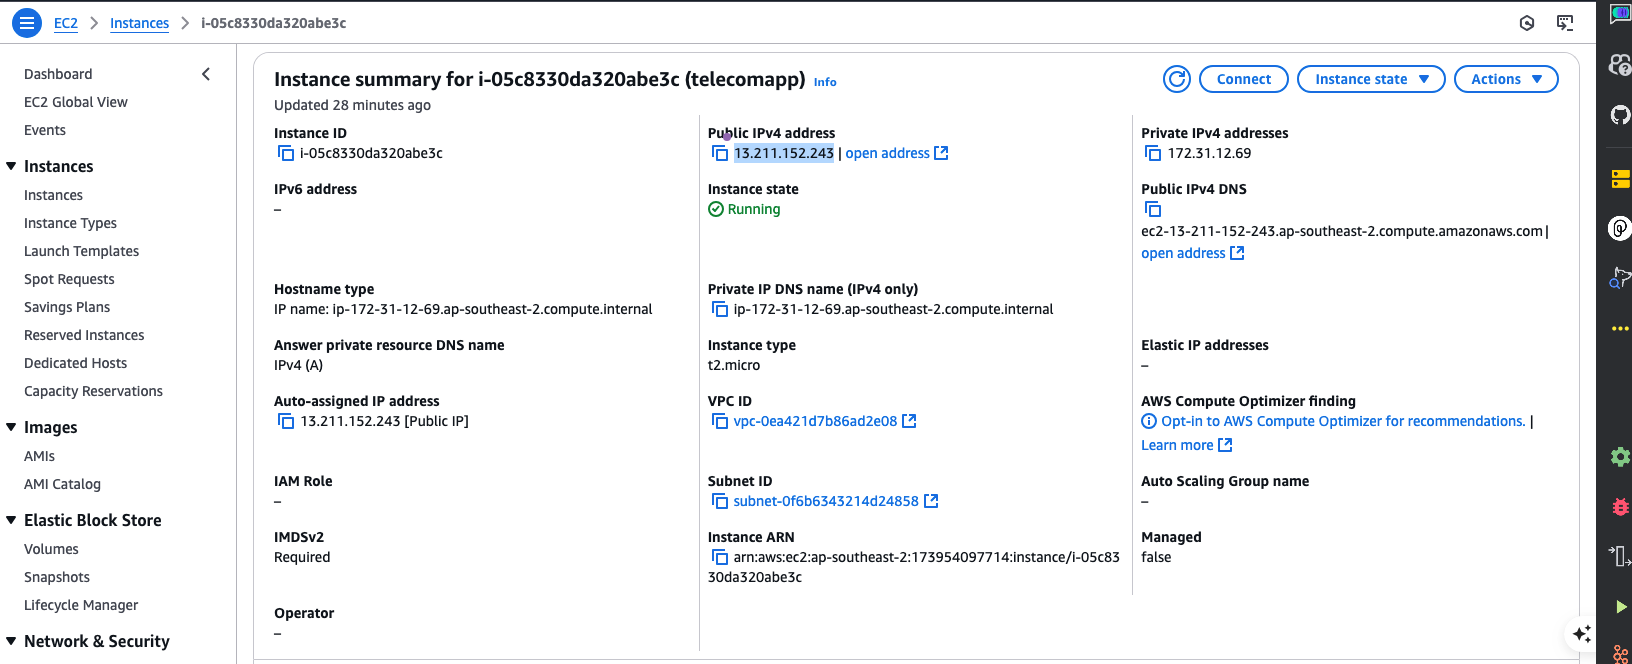 EC2 > Instances > i-05c8330da320abe3c
Dashboard
EC2 Global View
Events
Instances
Instances
Instance Types
Launch Templates
Spot Requests
Savings Plans
Reserved Instances
Dedicated Hosts
Capacity Reservations
Images
AMIs
AMI Catalog
Elastic Block Store
Volumes
Snapshots
Lifecycle Manager
Network & Security
Instance summary for i-05c8330da320abe3c (telecomapp) Info
Connect
Instance state
Actions
Updated 28 minutes ago
Instance ID
i-05c8330da320abe3c
Public IPv4 address
13.211.152.243 | open address
Private IPv4 addresses
172.31.12.69
IPv6 address
–
Instance state
Running
Public IPv4 DNS
ec2-13-211-152-243.ap-southeast-2.compute.amazonaws.com |
open address
Hostname type
IP name: ip-172-31-12-69.ap-southeast-2.compute.internal
Private IP DNS name (IPv4 only)
ip-172-31-12-69.ap-southeast-2.compute.internal
Answer private resource DNS name
IPv4 (A)
Instance type
t2.micro
Elastic IP addresses
–
Auto-assigned IP address
13.211.152.243 [Public IP]
VPC ID
vpc-0ea421d7b86ad2e08
AWS Compute Optimizer finding
Opt-in to AWS Compute Optimizer for recommendations. |
Learn more
IAM Role
–
Subnet ID
subnet-0f6b6343214d24858
Auto Scaling Group name
–
IMDSv2
Required
Instance ARN
arn:aws:ec2:ap-southeast-2:173954097714:instance/i-05c83
30da320abe3c
Managed
false
Operator
–